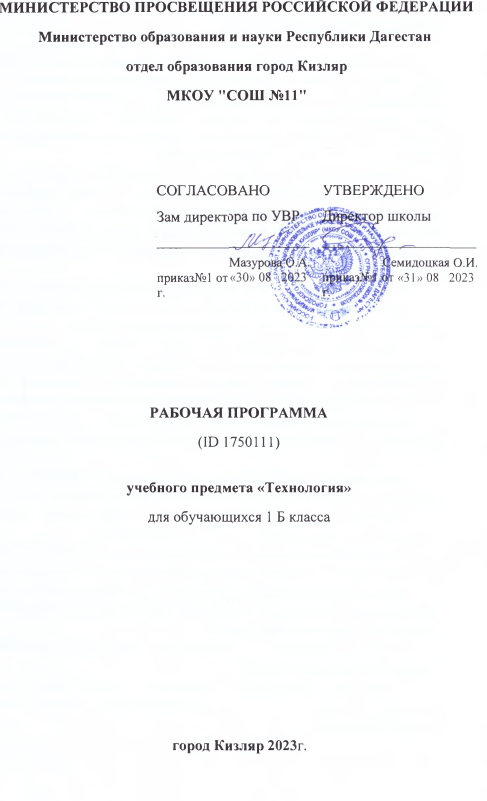 МИНИСТЕРСТВО ПРОСВЕЩЕНИЯ РОССИЙСКОЙ ФЕДЕРАЦИИ
Министерство образования и науки Республики Дагестан
отдел образования город Кизляр
МКОУ "СОШ №11"
СОГЛАСОВАНО УТВЕРЖДЕНО
Зам директора по УВР Директор школы
Мазурова О.А. Семидоцкая О.И.
приказ№1 от «30» 08 2023 приказ№1 от «31» 08 2023
г. г.
РАБОЧАЯ ПРОГРАММА
(ID 1750111)
учебного предмета «Технология»
для обучающихся 1 Б класса
город Кизляр 2023г.